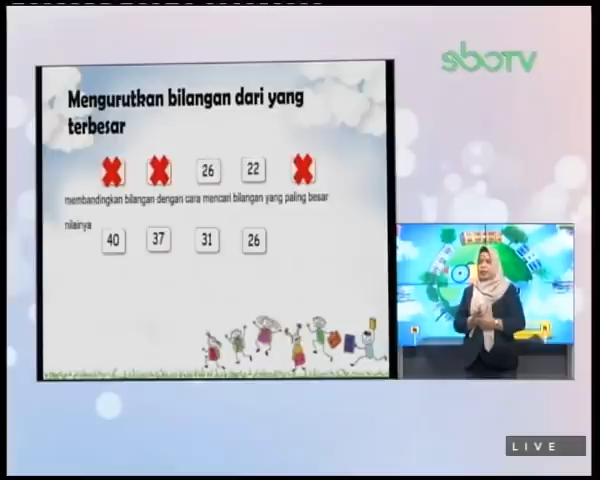 Mengurutkan bilangan dari yang
terbesar
26 22
membandingkan bilangan dengan cara mencari bilangan yang paling besar
nilainya
40 37 31 26
LIVE